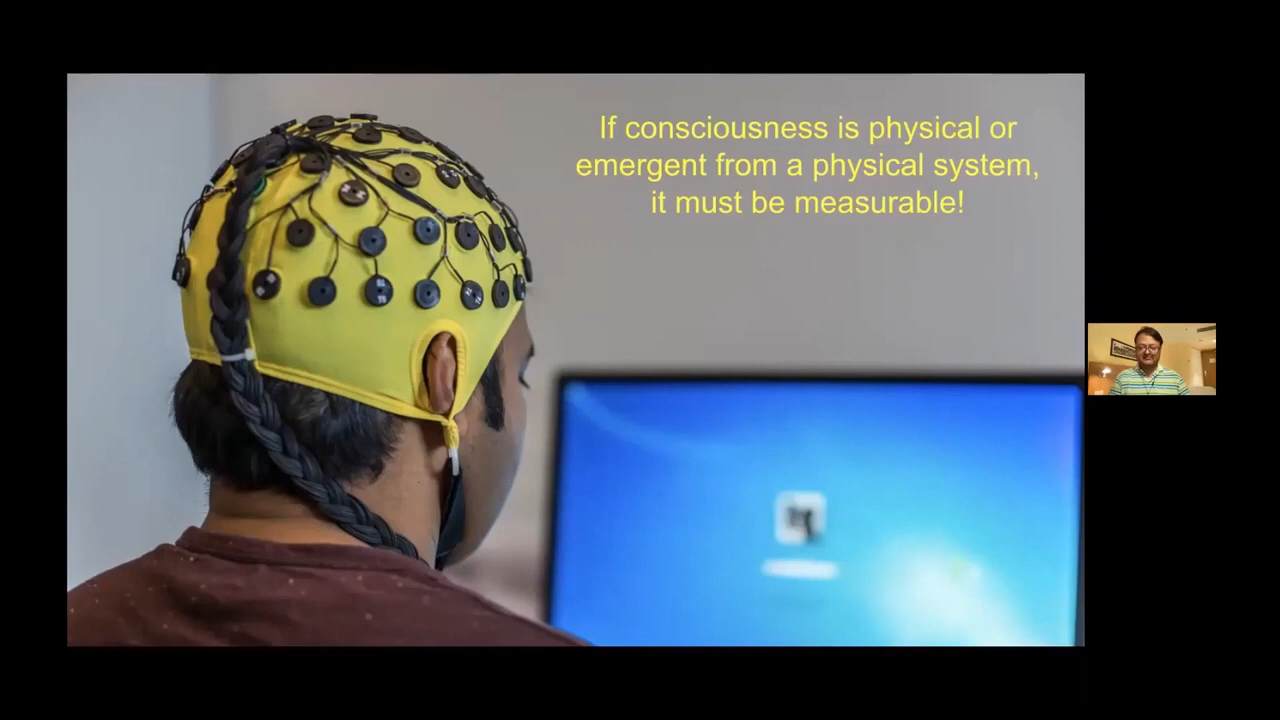 If consciousness is physical or
emergent from a physical system,
it must be measurable!